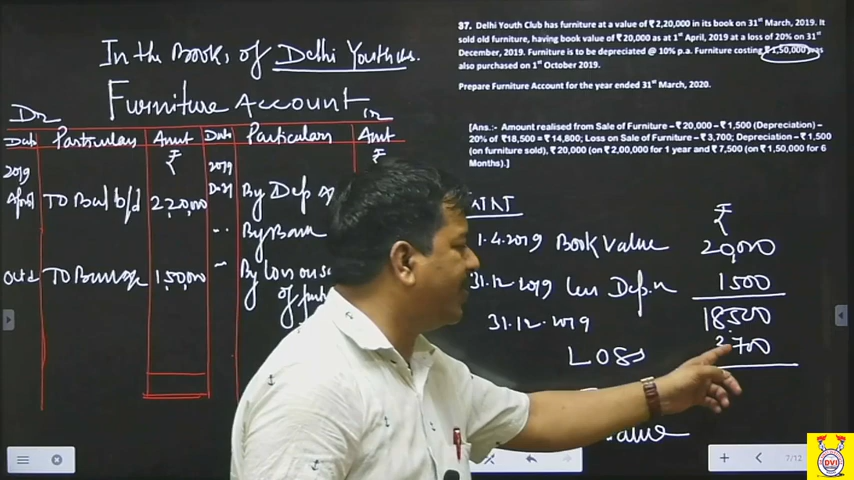 37. Delhi Youth Club has furniture at a value of ₹ 2,20,000 in its book on 31st March, 2019. It
sold old furniture, having book value of ₹ 20,000 as at 1st April, 2019 at a loss of 20% on 31st
December, 2019. Furniture is to be depreciated @ 10% p.a. Furniture costing ₹ 1,50,000 was
also purchased on 1st October 2019.
Prepare Furniture Account for the year ended 31st March, 2020.
[Ans.:- Amount realised from Sale of Furniture – ₹ 20,000 – ₹ 1,500 (Depreciation) –
20% of ₹18,500 = ₹ 14,800; Loss on Sale of Furniture – ₹ 3,700; Depreciation – ₹ 1,500
(on furniture sold), ₹ 20,000 (on ₹ 2,00,000 for 1 year and ₹ 7,500 (on ₹ 1,50,000 for 6
Months).]
In the Book, of Delhi Youth
Furniture Account
Dr
Date Particulars Amt Date Particulars Amt
₹ ₹
2019 2019
April To Bal b/d 2,20,000 By Dep
By Bank
To 1,50,000 By Loss on
of
₹
1.4.2019 Book Value 20,000
31.12.2019 Less Dep.n 1500
31.12.2019 18500
Loss 3700
Value
7/12
DVI